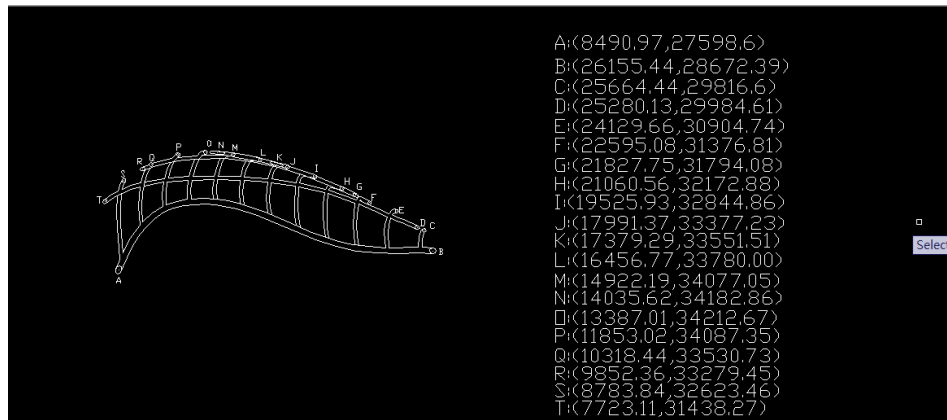 A:(8490.97,27598.6)
B:(26155.44,28672.39)
C:(25664.44,29816.6)
D:(25280.13,29984.61)
E:(24129.66,30904.74)
F:(22595.08,31376.81)
G:(21827.75,31794.08)
H:(21060.56,32172.88)
I:(19525.93,32844.86)
J:(17991.37,33377.23)
K:(17379.29,33551.51)
L:(16456.77,33780.00)
M:(14922.19,34077.05)
N:(14035.62,34182.86)
O:(13387.01,34212.67)
P:(11853.02,34087.35)
Q:(10318.44,33530.73)
R:(9852.36,33279.45)
S:(8783.84,32623.46)
T:(7723.11,31438.27)
O N M
P
L
R Q
K J
I
S
H G
T
F
E
D C
B
A
Select